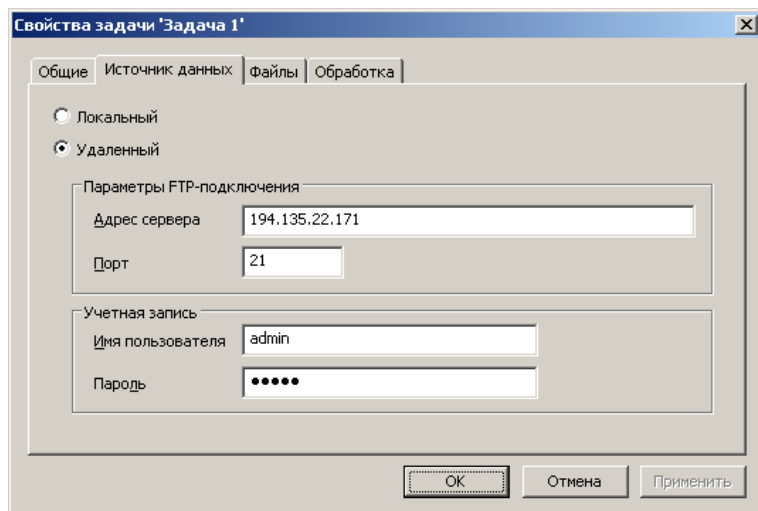 Свойства задачи 'Задача 1'
Общие Источник данных Файлы Обработка
Локальный
Удаленный
Параметры FTP-подключения
Адрес сервера 194.135.22.171
Порт 21
Учетная запись
Имя пользователя admin
Пароль •••••
ОК Отмена Применить